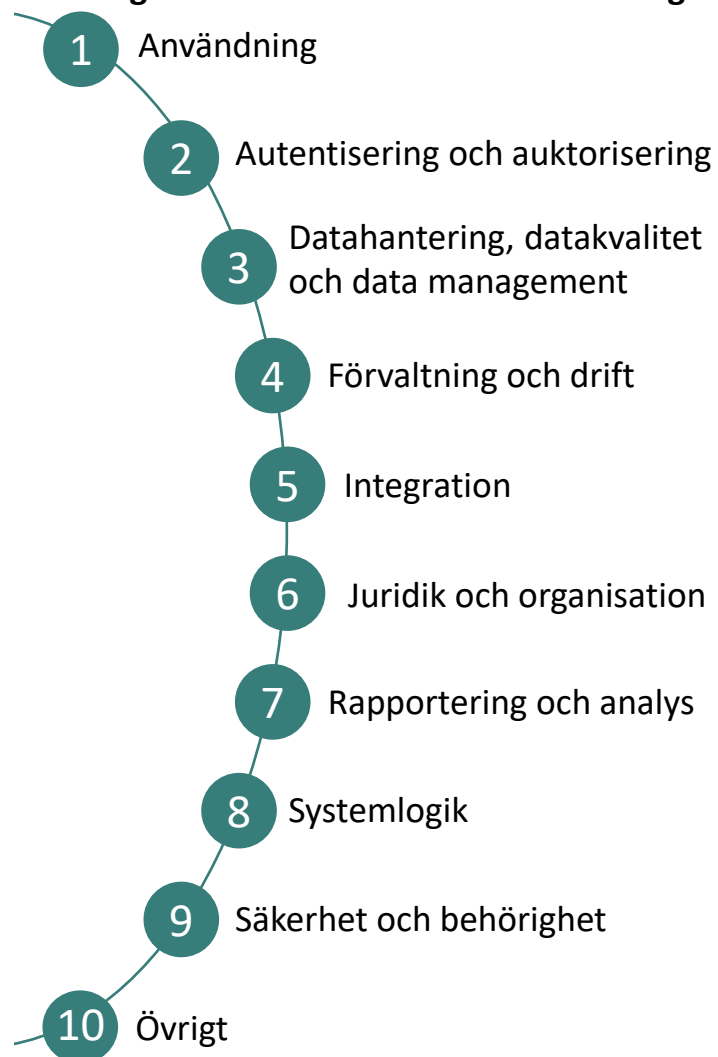 1 Användning
2 Autentisering och auktorisering
3 Datahantering, datakvalitet
och data management
4 Förvaltning och drift
5 Integration
6 Juridik och organisation
7 Rapportering och analys
8 Systemlogik
9 Säkerhet och behörighet
10 Övrigt